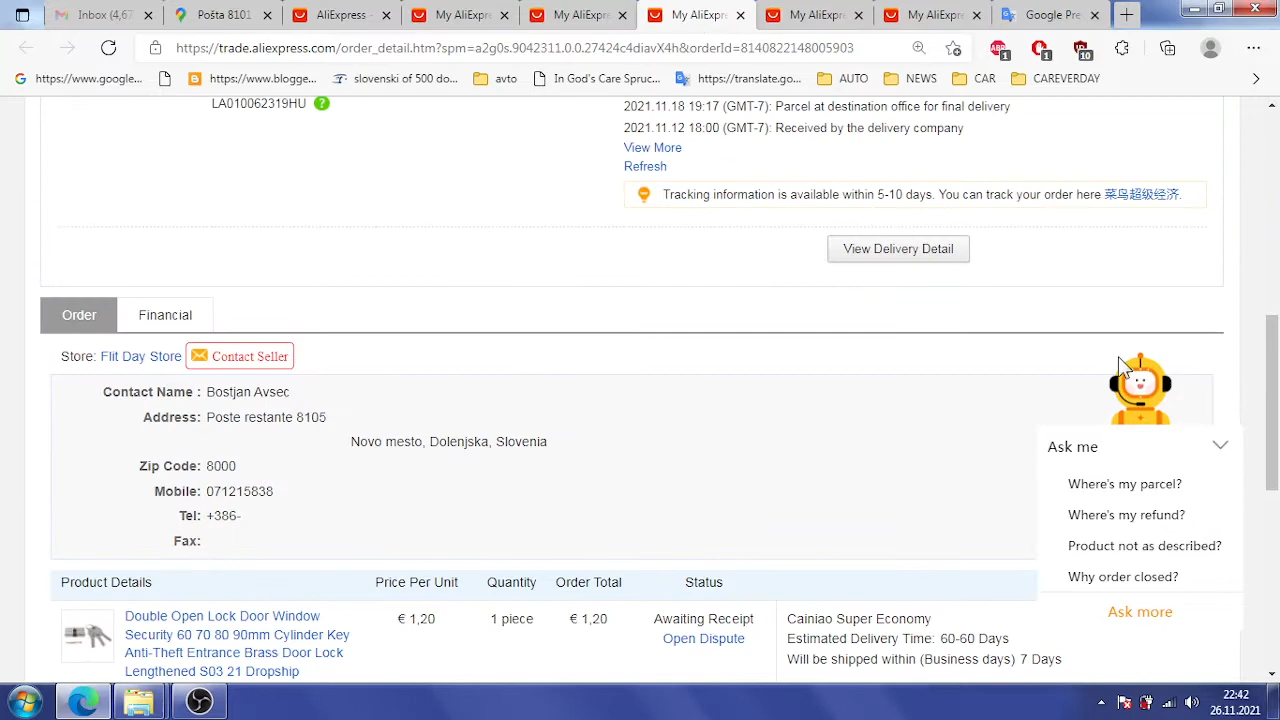 Inbox (4,67
Pošta 8101
AliExpress -
My AliExpre
My AliExpre
My AliExpre
My AliExpre
My AliExpre
Google Pre
https://trade.aliexpress.com/order_detail.htm?spm=a2g0s.9042311.0.0.27424c4diavX4h&orderId=8140822148005903
1
1
10
https://www.google...
https://www.blogge...
slovenski of 500 do...
avto
In God's Care Spruc...
https://translate.go...
AUTO
NEWS
CAR
CAREVERDAY
LA010062319HU
2021.11.18 19:17 (GMT-7): Parcel at destination office for final delivery
2021.11.12 18:00 (GMT-7): Received by the delivery company
View More
Refresh
Tracking information is available within 5-10 days. You can track your order here 菜鸟超级经济.
View Delivery Detail
Order Financial
Store: Flit Day Store Contact Seller
Contact Name : Bostjan Avsec
Address: Poste restante 8105
Novo mesto, Dolenjska, Slovenia
Zip Code: 8000
Mobile: 071215838
Tel: +386-
Fax:
Ask me
Where's my parcel?
Where's my refund?
Product not as described?
Why order closed?
Ask more
Product Details Price Per Unit Quantity Order Total Status
Double Open Lock Door Window
Security 60 70 80 90mm Cylinder Key
Anti-Theft Entrance Brass Door Lock
Lengthened S03 21 Dropship
€ 1,20
1 piece
€ 1,20
Awaiting Receipt
Open Dispute
Cainiao Super Economy
Estimated Delivery Time: 60-60 Days
Will be shipped within (Business days) 7 Days
22:42
26.11.2021